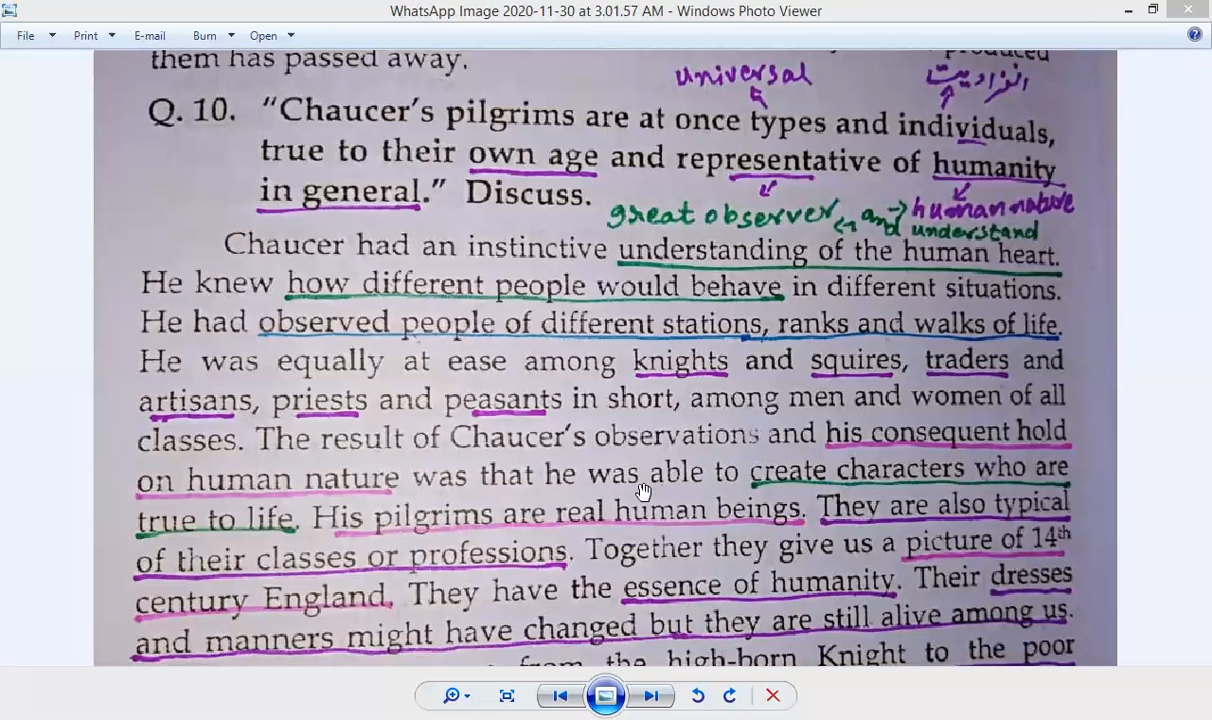 WhatsApp Image 2020-11-30 at 3.01.57 AM - Windows Photo Viewer
File Print E-mail Burn Open
them has passed away.
produced
universal
Q. 10. "Chaucer's pilgrims are at once types and individuals,
true to their own age and representative of humanity
in general." Discuss.
great observer and human nature
understand
Chaucer had an instinctive understanding of the human heart.
He knew how different people would behave in different situations.
He had observed people of different stations, ranks and walks of life.
He was equally at ease among knights and squires, traders and
artisans, priests and peasants in short, among men and women of all
classes. The result of Chaucer's observations and his consequent hold
on human nature was that he was able to create characters who are
true to life. His pilgrims are real human beings. They are also typical
of their classes or professions. Together they give us a picture of 14th
century England. They have the essence of humanity. Their dresses
and manners might have changed but they are still alive among us.
from the high-born Knight to the poor